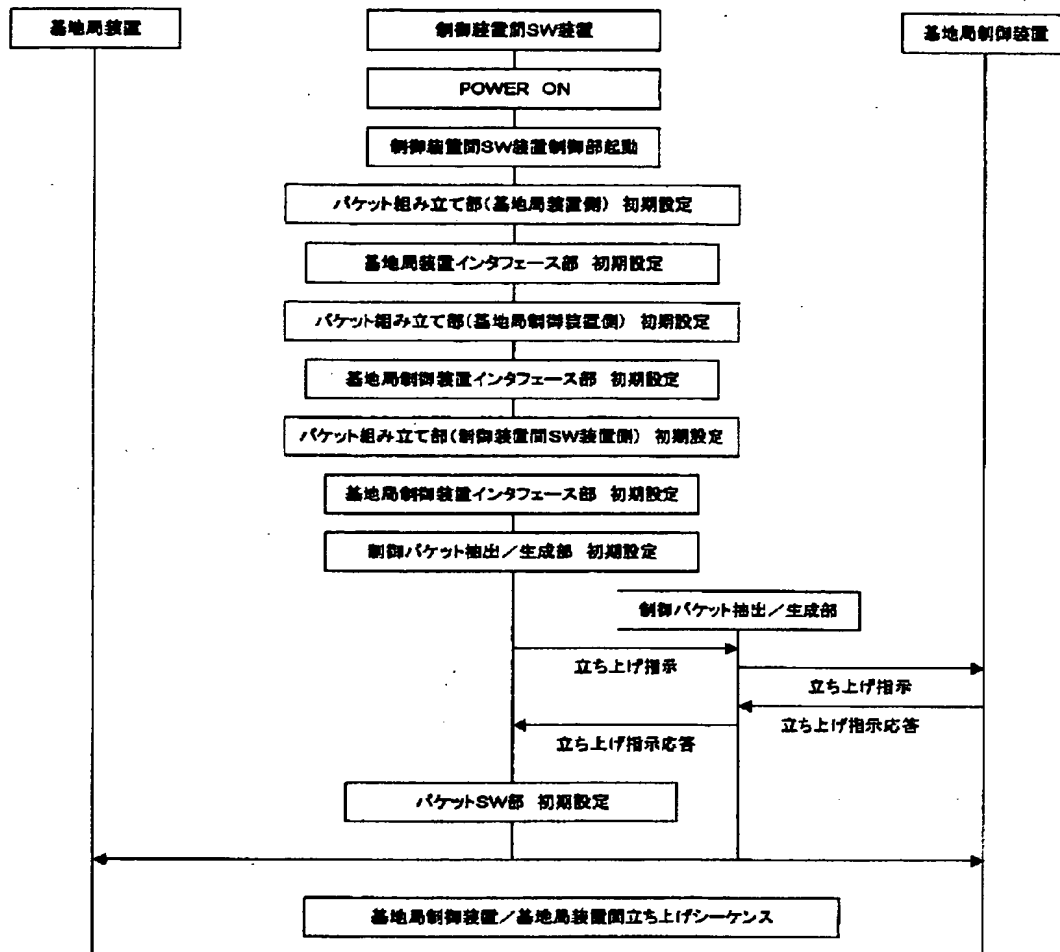 基地局装置
制御装置間SW装置
基地局制御装置
POWER ON
制御装置間SW装置制御部起動
パケット組み立て部(基地局装置側) 初期設定
基地局装置インタフェース部 初期設定
パケット組み立て部(基地局制御装置側) 初期設定
基地局制御装置インタフェース部 初期設定
パケット組み立て部(制御装置間SW装置側) 初期設定
基地局制御装置インタフェース部 初期設定
制御パケット抽出/生成部 初期設定
制御パケット抽出/生成部
立ち上げ指示
立ち上げ指示
立ち上げ指示応答
立ち上げ指示応答
パケットSW部 初期設定
基地局制御装置/基地局装置間立ち上げシーケンス